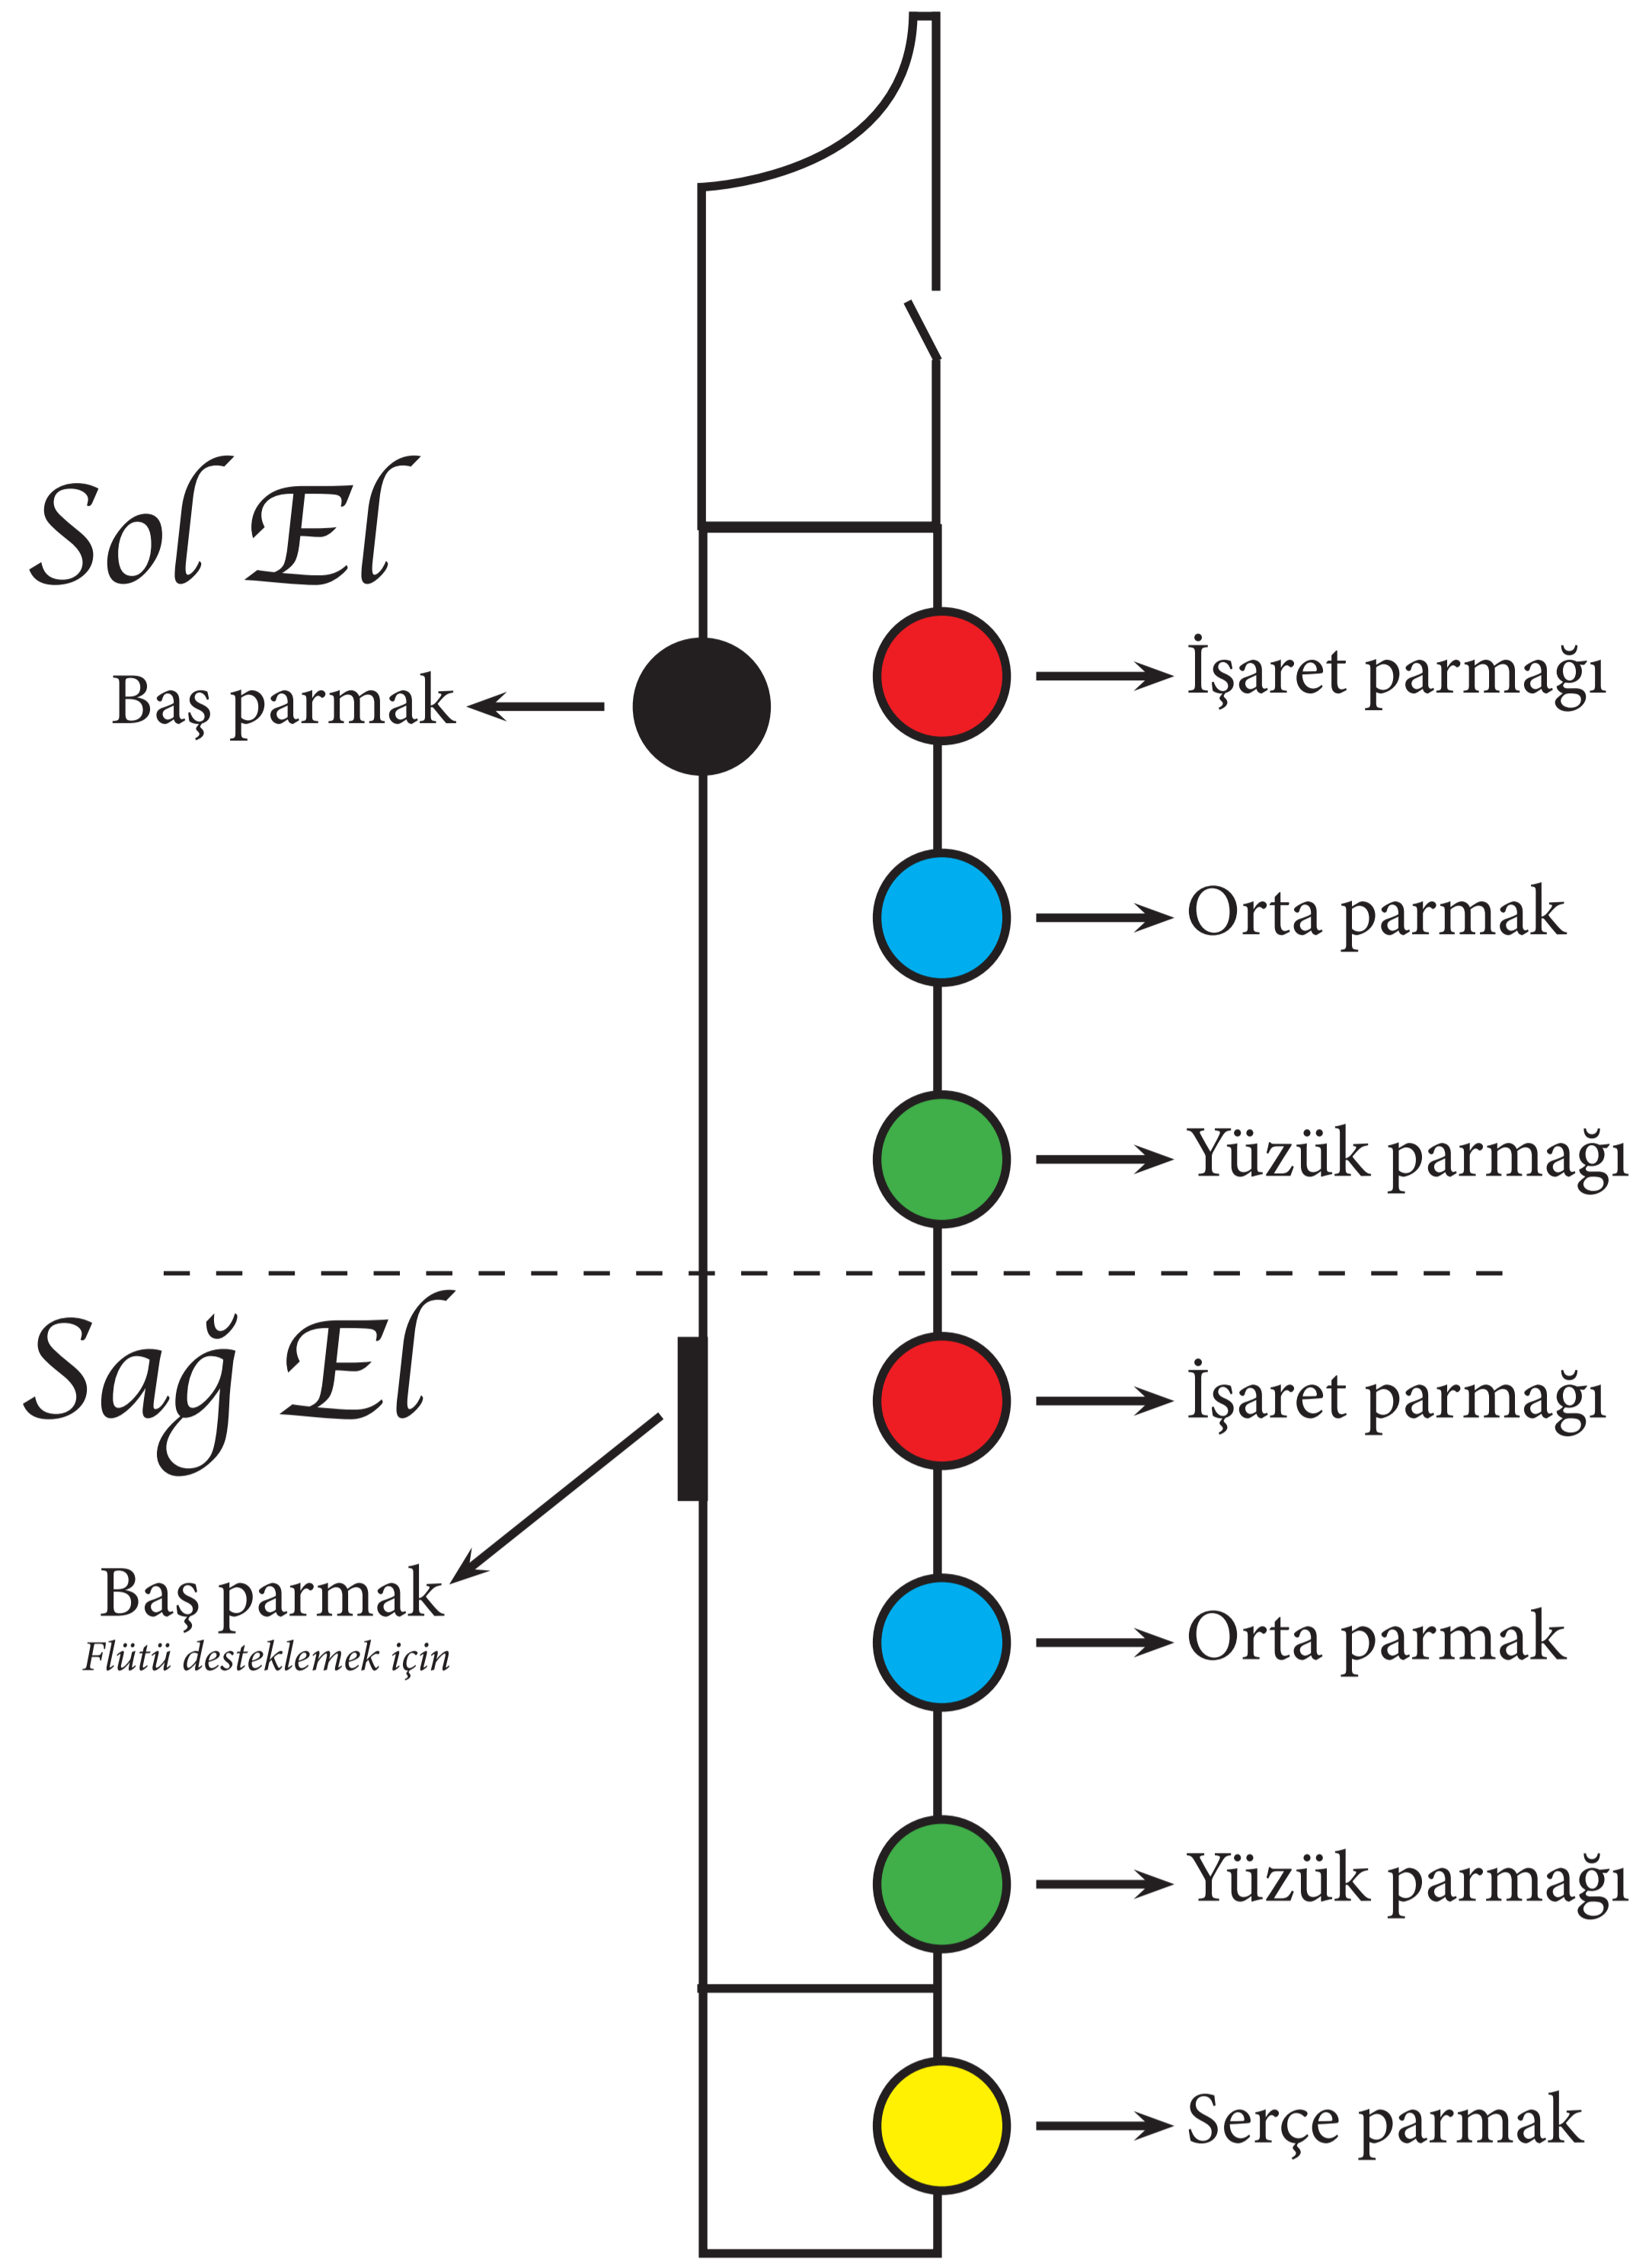 Sol El
İşaret parmağı
Baş parmak
Orta parmak
Yüzük parmağı
Sağ El
İşaret parmağı
Baş parmak
Flütü desteklemek için
Orta parmak
Yüzük parmağı
Serçe parmak